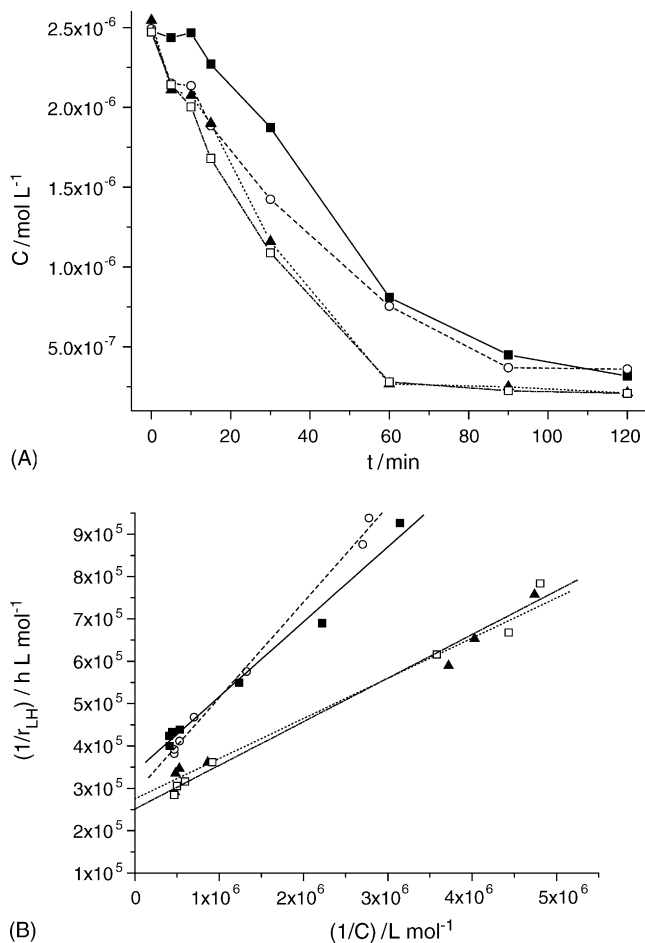 (A)
C /mol L⁻¹
2.5x10⁻⁶
2.0x10⁻⁶
1.5x10⁻⁶
1.0x10⁻⁶
5.0x10⁻⁷
0 20 40 60 80 100 120
t /min
(B)
(1/r_LH) / h L mol⁻¹
9x10⁵
8x10⁵
7x10⁵
6x10⁵
5x10⁵
4x10⁵
3x10⁵
2x10⁵
1x10⁵
0 1x10⁶ 2x10⁶ 3x10⁶ 4x10⁶ 5x10⁶
(1/C) /L mol⁻¹